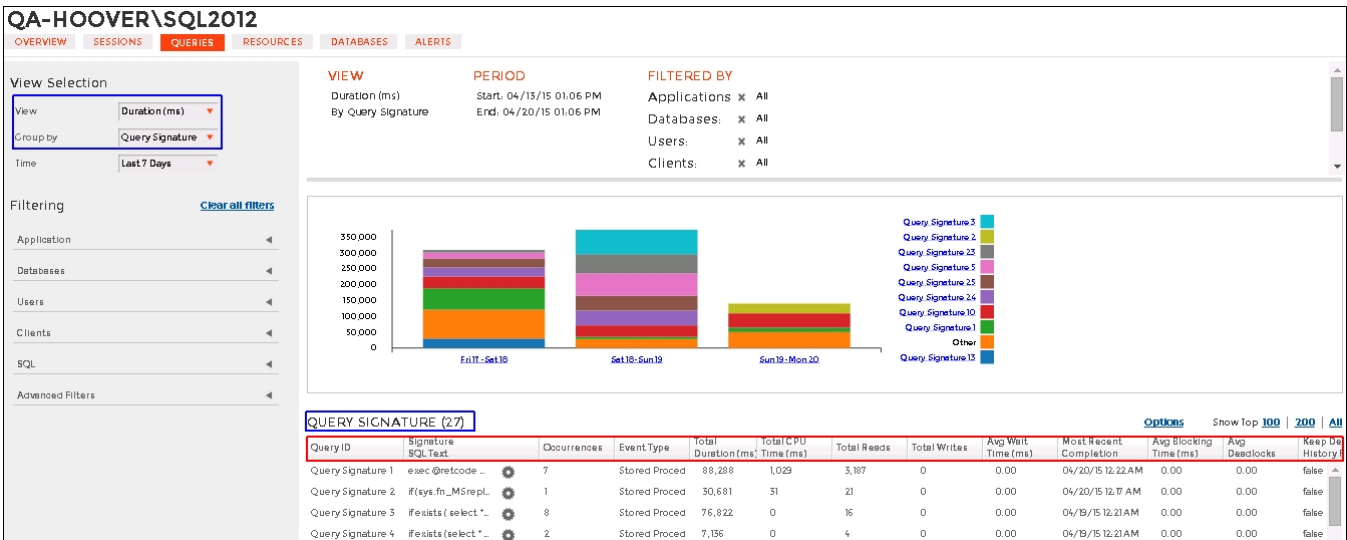 QA-HOOVER\SQL2012
OVERVIEW SESSIONS QUERIES RESOURCES DATABASES ALERTS
View Selection
View Duration (ms)
Group by Query Signature
Time Last 7 Days
Filtering Clear all filters
Application
Databases
Users
Clients
SQL
Advanced Filters
VIEW PERIOD FILTERED BY
Duration (ms) Start: 04/13/15 01:06 PM Applications x All
By Query Signature End: 04/20/15 01:06 PM Databases: x All
Users: x All
Clients: x All
350,000
300,000
250,000
200,000
150,000
100,000
50,000
0
Fri 17 - Sat 18 Sat 18 - Sun 19 Sun 19 - Mon 20
Query Signature 3
Query Signature 2
Query Signature 23
Query Signature 5
Query Signature 25
Query Signature 24
Query Signature 10
Query Signature 1
Other
Query Signature 13
QUERY SIGNATURE (27) Options Show Top 100 | 200 | All
Query ID Signature SQL Text Occurrences Event Type Total Duration (ms) Total CPU Time (ms) Total Reads Total Writes Avg Wait Time (ms) Most Recent Completion Avg Blocking Time (ms) Avg Deadlocks Keep De History F
Query Signature 1 exec @retcode ... 7 Stored Proced 88,288 1,029 3,187 0 0.00 04/20/15 12:22 AM 0.00 0.00 false
Query Signature 2 if(sys.fn_MSrepl... 1 Stored Proced 30,681 31 21 0 0.00 04/20/15 12:17 AM 0.00 0.00 false
Query Signature 3 if exists ( select *... 8 Stored Proced 76,822 0 16 0 0.00 04/19/15 12:21 AM 0.00 0.00 false
Query Signature 4 if exists (select *... 2 Stored Proced 7,136 0 4 0 0.00 04/19/15 12:21 AM 0.00 0.00 false